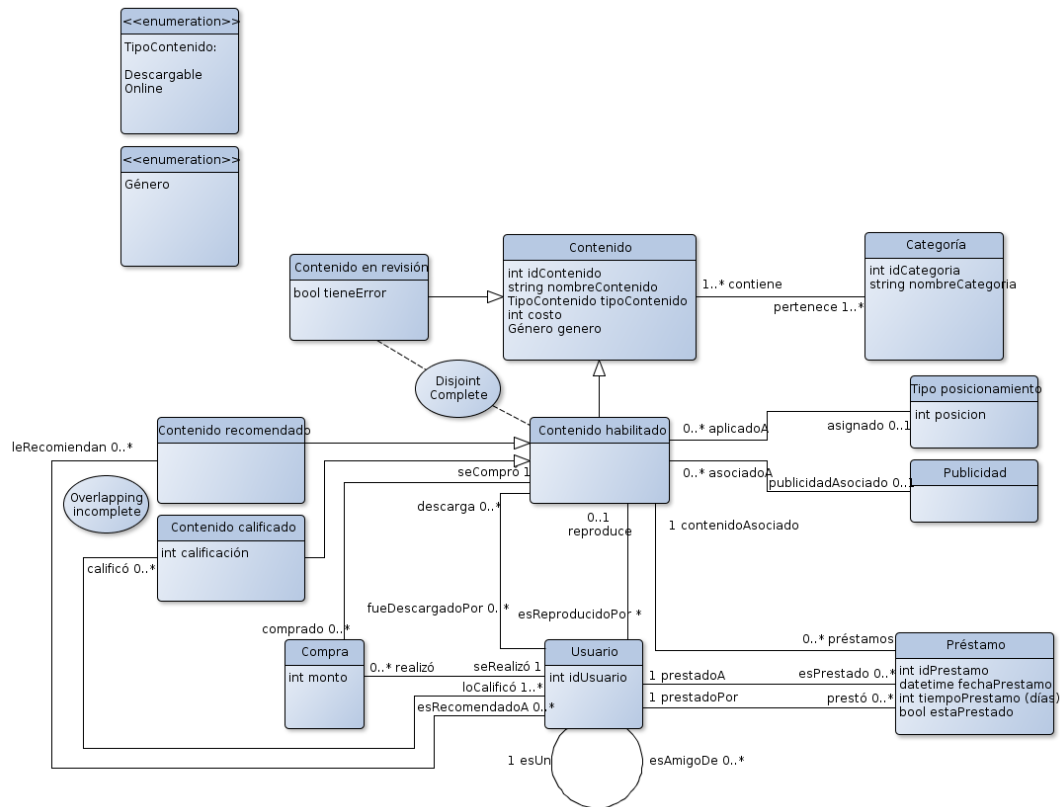 <<enumeration>>
TipoContenido:
Descargable
Online
<<enumeration>>
Género
Contenido en revisión
bool tieneError
Contenido
int idContenido
string nombreContenido
TipoContenido tipoContenido
int costo
Género genero
1..* contiene
pertenece 1..*
Categoría
int idCategoria
string nombreCategoria
Disjoint
Complete
Tipo posicionamiento
int posicion
Contenido recomendado
Contenido habilitado
0..* aplicadoA
asignado 0..1
leRecomiendan 0..*
seCompró 1
0..* asociadoA
publicidadAsociado 0..1
Publicidad
Overlapping
incomplete
descarga 0..*
0..1
reproduce
1 contenidoAsociado
Contenido calificado
int calificación
calificó 0..*
fueDescargadoPor 0..*
esReproducidoPor *
comprado 0..*
0..* préstamos
Compra
int monto
0..* realizó
seRealizó 1
Usuario
int idUsuario
1 prestadoA
esPrestado 0..*
Préstamo
int idPrestamo
datetime fechaPrestamo
int tiempoPrestamo (días)
bool estaPrestado
loCalificó 1..*
1 prestadoPor
prestó 0..*
esRecomendadoA 0..*
1 esUn
esAmigoDe 0..*